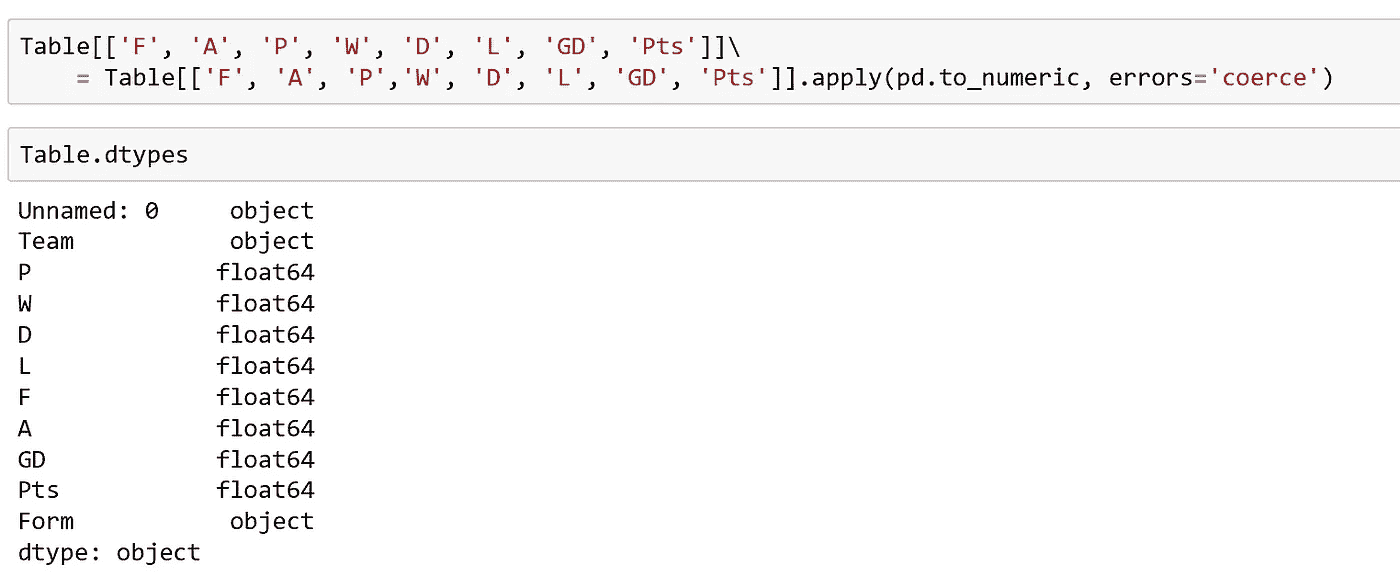 Table[['F', 'A', 'P', 'W', 'D', 'L', 'GD', 'Pts']]\
    = Table[['F', 'A', 'P','W', 'D', 'L', 'GD', 'Pts']].apply(pd.to_numeric, errors='coerce')
Table.dtypes
Unnamed: 0     object
Team           object
P             float64
W             float64
D             float64
L             float64
F             float64
A             float64
GD            float64
Pts           float64
Form           object
dtype: object